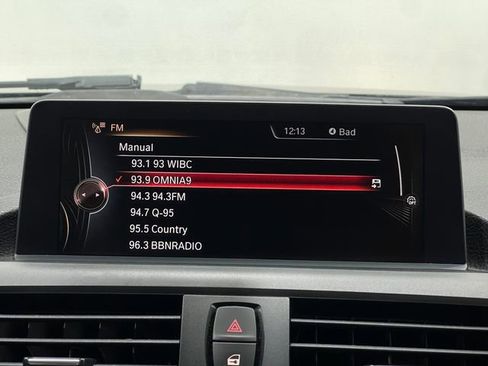 FM
12:13
Bad
Manual
93.1 93 WIBC
93.9 OMNIA9
94.3 94.3FM
94.7 Q-95
95.5 Country
96.3 BBNRADIO